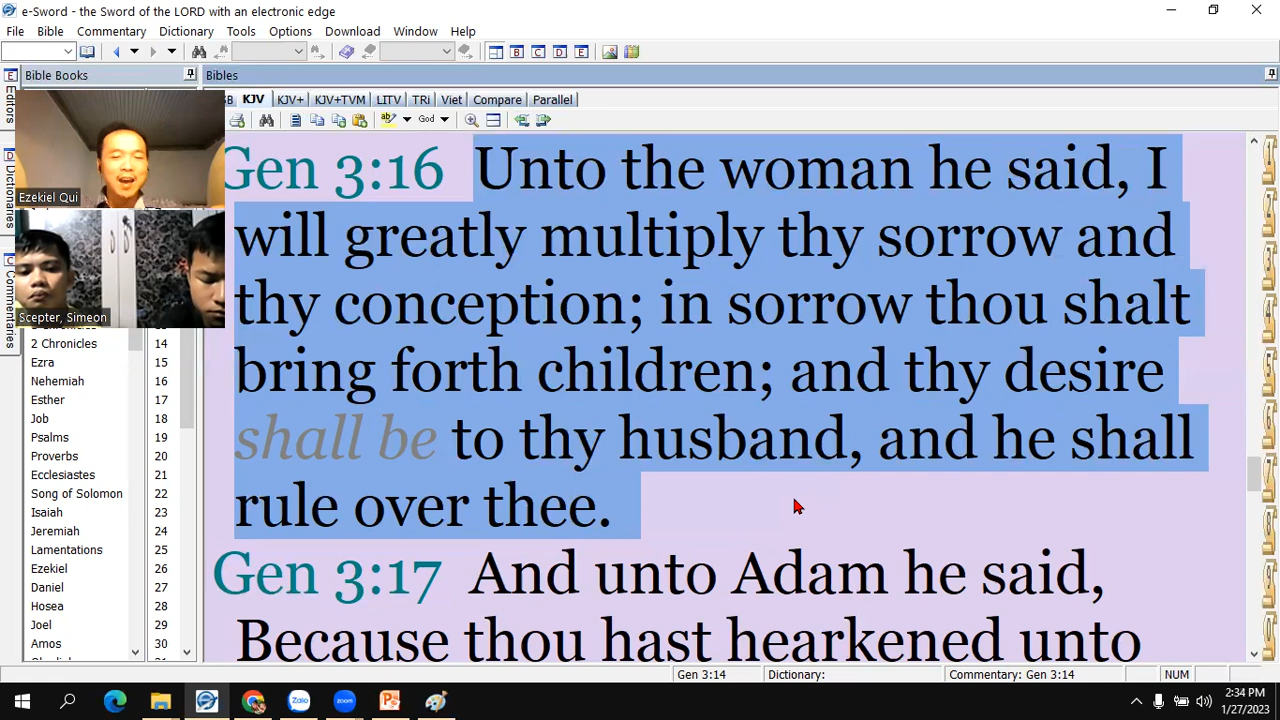 e-Sword - the Sword of the LORD with an electronic edge
File Bible Commentary Dictionary Tools Options Download Window Help
B C D E
Bible Books
Bibles
Editors
Dictionaries
Commentaries
KJV KJV+ KJV+TVM LITV TRi Viet Compare Parallel
God
Ezekiel Qui
Scepter, Simeon
2 Chronicles 14
Ezra 15
Nehemiah 16
Esther 17
Job 18
Psalms 19
Proverbs 20
Ecclesiastes 21
Song of Solomon 22
Isaiah 23
Jeremiah 24
Lamentations 25
Ezekiel 26
Daniel 27
Hosea 28
Joel 29
Amos 30
Gen 3:16 Unto the woman he said, I
will greatly multiply thy sorrow and
thy conception; in sorrow thou shalt
bring forth children; and thy desire
shall be to thy husband, and he shall
rule over thee.
Gen 3:17 And unto Adam he said,
Because thou hast hearkened unto
Gen 3:14 Dictionary: Commentary: Gen 3:14 NUM
2:34 PM
1/27/2023